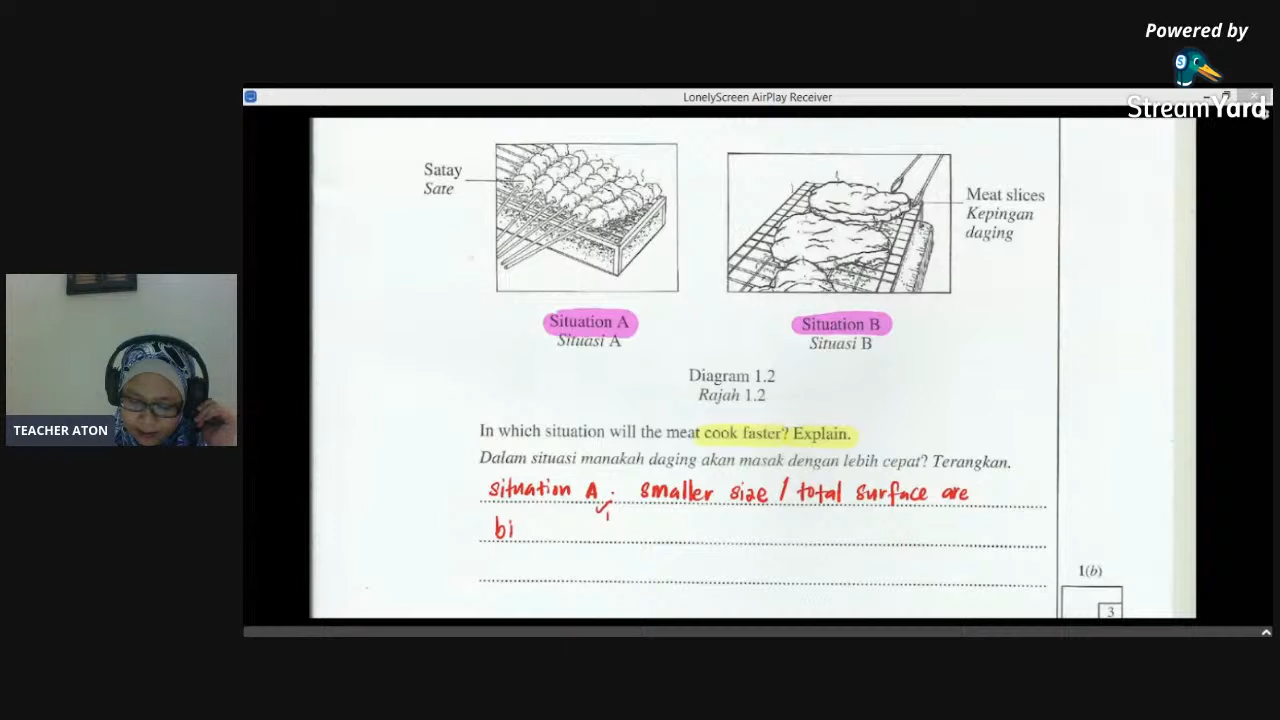 Powered by
StreamYard
LonelyScreen AirPlay Receiver
Satay
Sate
Meat slices
Kepingan
daging
Situation A
Situasi A
Situation B
Situasi B
Diagram 1.2
Rajah 1.2
In which situation will the meat cook faster? Explain.
Dalam situasi manakah daging akan masak dengan lebih cepat? Terangkan.
situation A . smaller size / total surface are
1
bi
1(b)
3
TEACHER ATON